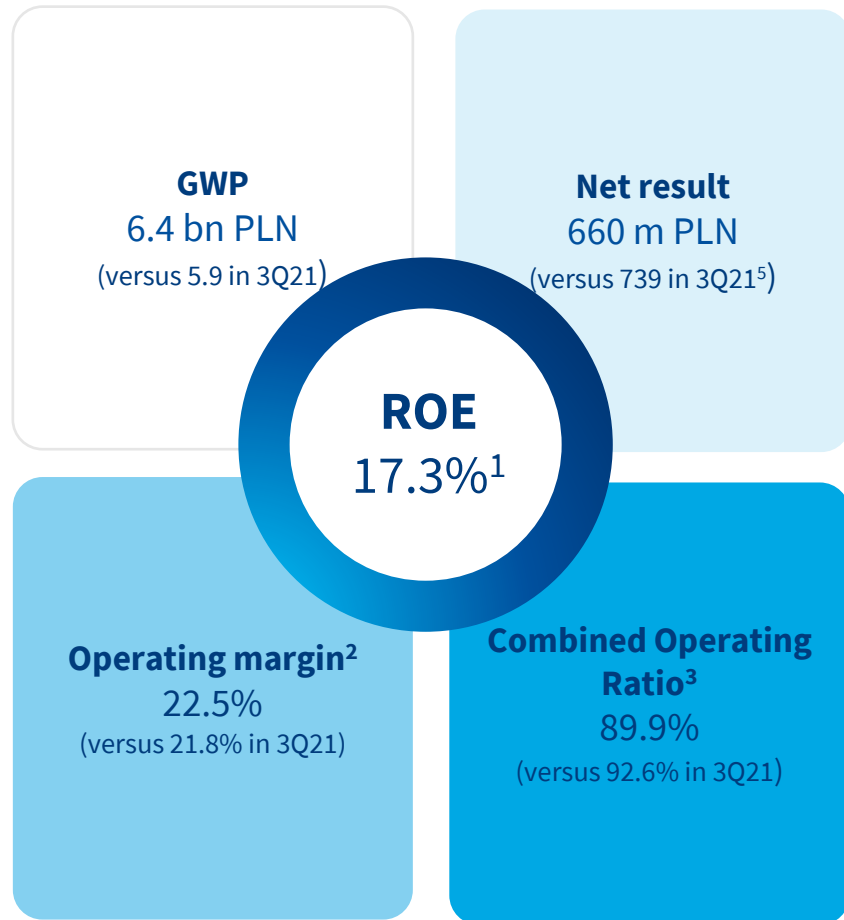 GWP
6.4 bn PLN
(versus 5.9 in 3Q21)
Net result
660 m PLN
(versus 739 in 3Q21⁵)
ROE
17.3%¹
Operating margin²
22.5%
(versus 21.8% in 3Q21)
Combined Operating
Ratio³
89.9%
(versus 92.6% in 3Q21)